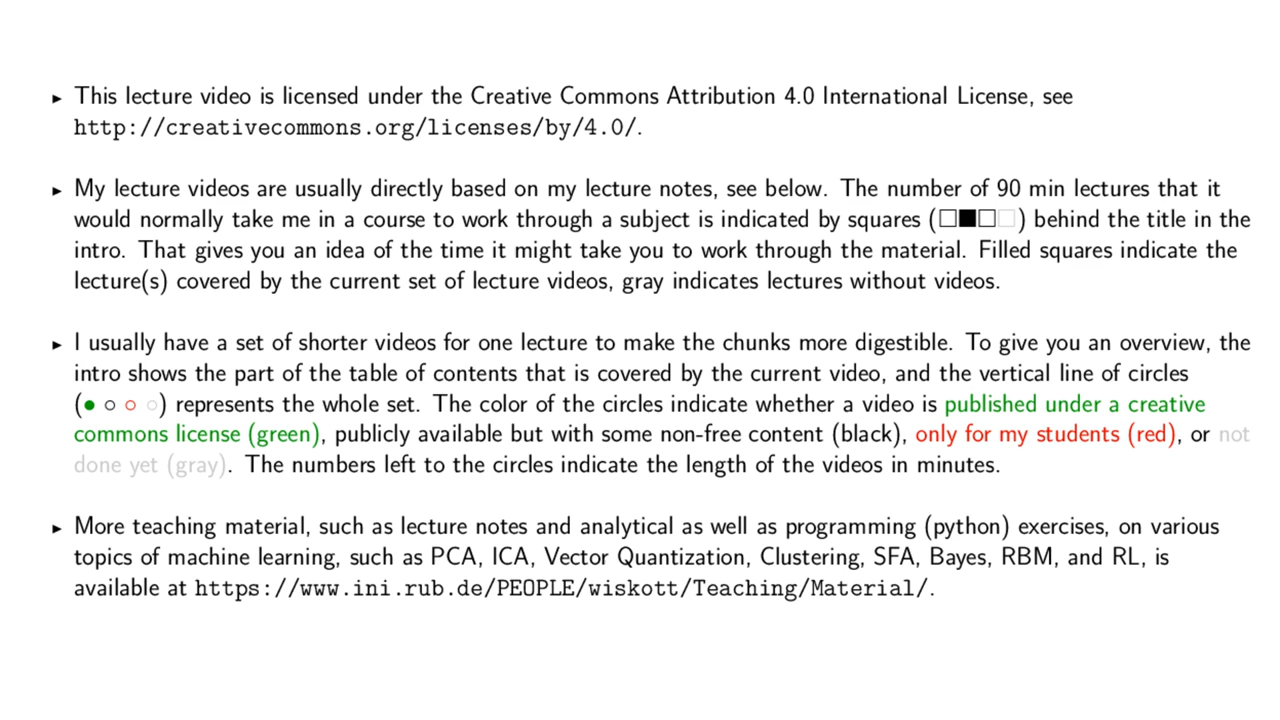 ▸ This lecture video is licensed under the Creative Commons Attribution 4.0 International License, see
http://creativecommons.org/licenses/by/4.0/.
▸ My lecture videos are usually directly based on my lecture notes, see below. The number of 90 min lectures that it
would normally take me in a course to work through a subject is indicated by squares (□■□□) behind the title in the
intro. That gives you an idea of the time it might take you to work through the material. Filled squares indicate the
lecture(s) covered by the current set of lecture videos, gray indicates lectures without videos.
▸ I usually have a set of shorter videos for one lecture to make the chunks more digestible. To give you an overview, the
intro shows the part of the table of contents that is covered by the current video, and the vertical line of circles
(● ○ ○ ○) represents the whole set. The color of the circles indicate whether a video is published under a creative
commons license (green), publicly available but with some non-free content (black), only for my students (red), or not
done yet (gray). The numbers left to the circles indicate the length of the videos in minutes.
▸ More teaching material, such as lecture notes and analytical as well as programming (python) exercises, on various
topics of machine learning, such as PCA, ICA, Vector Quantization, Clustering, SFA, Bayes, RBM, and RL, is
available at https://www.ini.rub.de/PEOPLE/wiskott/Teaching/Material/.